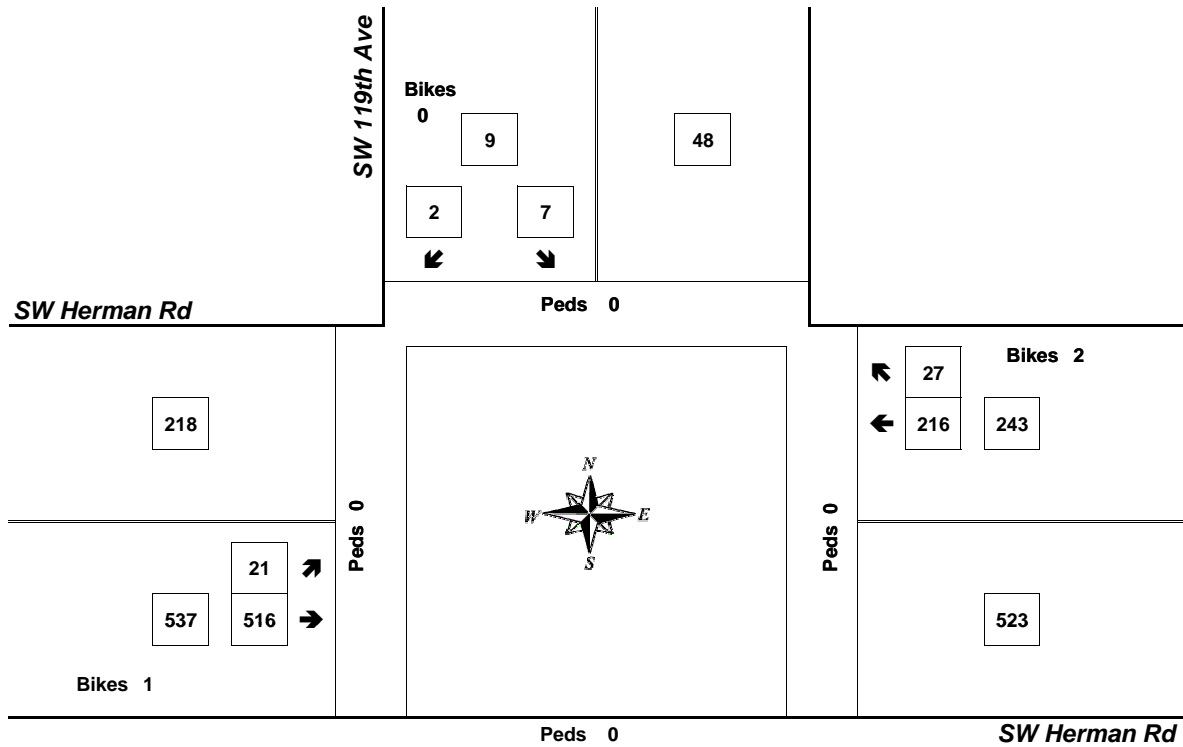 SW 119th Ave
Bikes
0
9
48
2
7
Peds 0
SW Herman Rd
27
Bikes 2
218
216
243
N
W
E
S
Peds 0
Peds 0
21
537
516
523
Bikes 1
Peds 0
SW Herman Rd